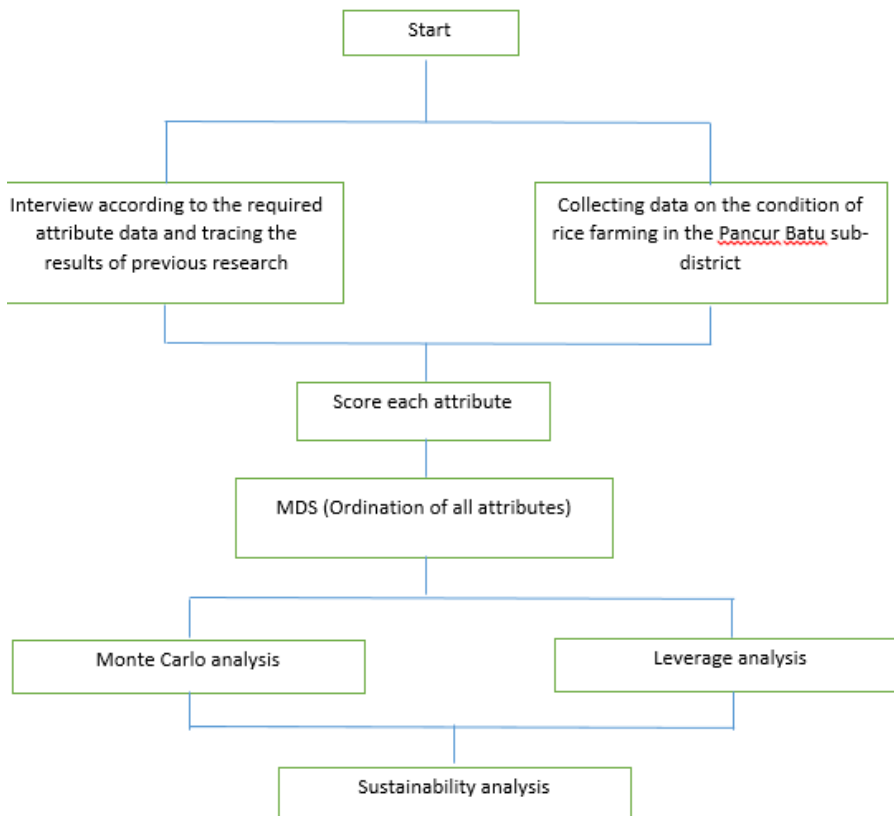 Start
Interview according to the required
attribute data and tracing the
results of previous research
Collecting data on the condition of
rice farming in the Pancur Batu sub-
district
Score each attribute
MDS (Ordination of all attributes)
Monte Carlo analysis
Leverage analysis
Sustainability analysis